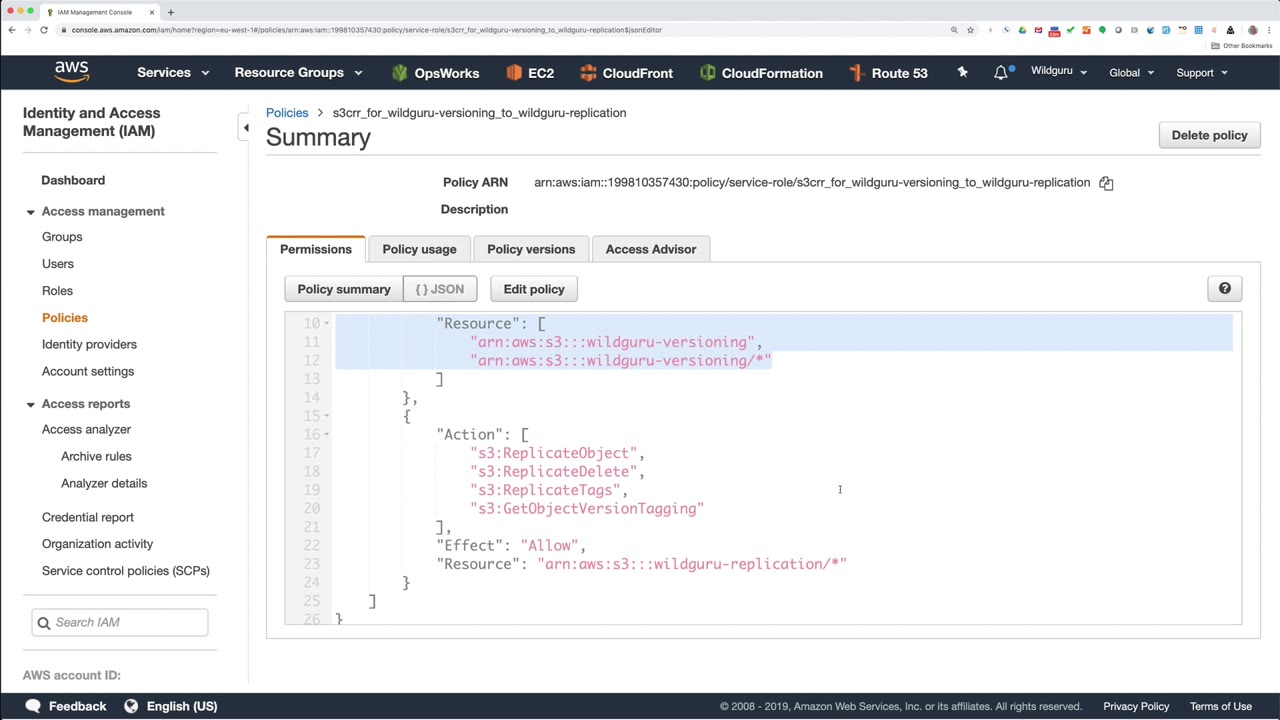 IAM Management Console
console.aws.amazon.com/iam/home?region=eu-west-1#/policies/arn:aws:iam::199810357430:policy/service-role/s3crr_for_wildguru-versioning_to_wildguru-replication$jsonEditor
Other Bookmarks
aws
Services
Resource Groups
OpsWorks
EC2
CloudFront
CloudFormation
Route 53
Wildguru
Global
Support
Identity and Access
Management (IAM)
Dashboard
Access management
Groups
Users
Roles
Policies
Identity providers
Account settings
Access reports
Access analyzer
Archive rules
Analyzer details
Credential report
Organization activity
Service control policies (SCPs)
Search IAM
AWS account ID:
Policies > s3crr_for_wildguru-versioning_to_wildguru-replication
Summary
Delete policy
Policy ARN arn:aws:iam::199810357430:policy/service-role/s3crr_for_wildguru-versioning_to_wildguru-replication
Description
Permissions
Policy usage
Policy versions
Access Advisor
Policy summary
{ } JSON
Edit policy
10 "Resource": [
11 "arn:aws:s3:::wildguru-versioning",
12 "arn:aws:s3:::wildguru-versioning/*"
13 ]
14 },
15 {
16 "Action": [
17 "s3:ReplicateObject",
18 "s3:ReplicateDelete",
19 "s3:ReplicateTags",
20 "s3:GetObjectVersionTagging"
21 ],
22 "Effect": "Allow",
23 "Resource": "arn:aws:s3:::wildguru-replication/*"
24 }
25 ]
26 }
Feedback
English (US)
© 2008 - 2019, Amazon Web Services, Inc. or its affiliates. All rights reserved.
Privacy Policy
Terms of Use